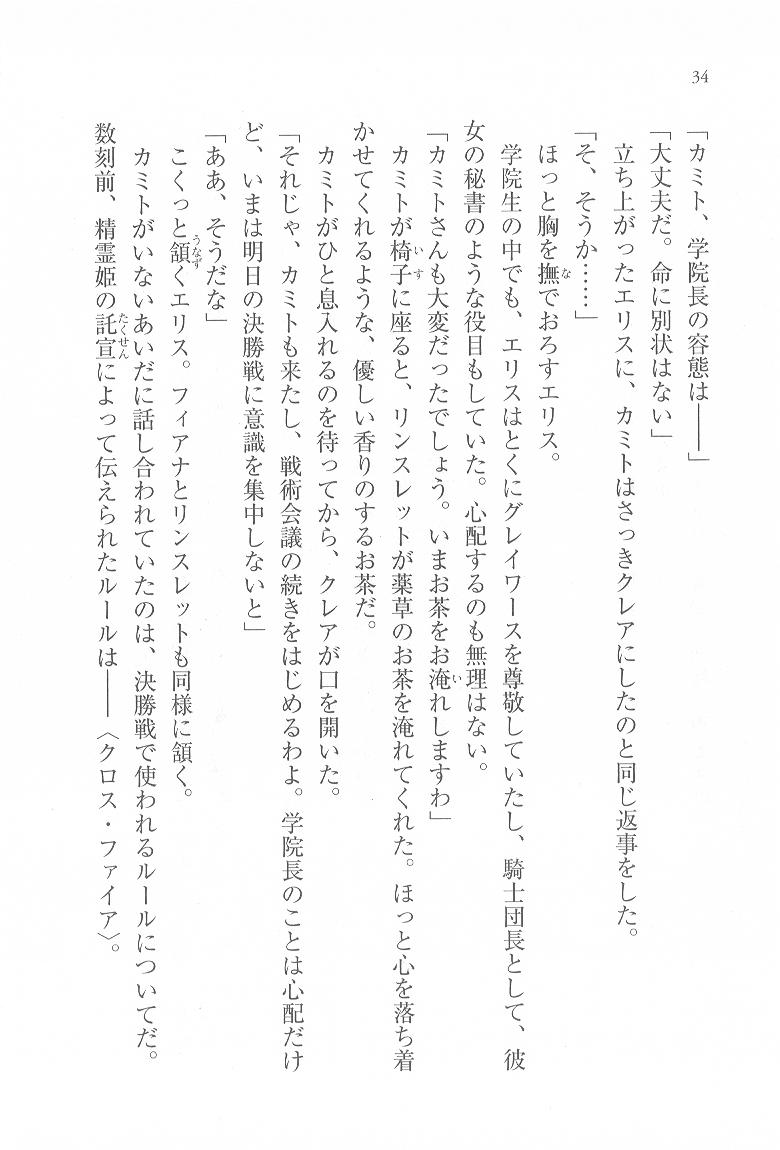 34
「カミト、学院長の容態は――」
「大丈夫だ。命に別状はない」
立ち上がったエリスに、カミトはさっきクレアにしたのと同じ返事をした。
「そ、そうか……」
ほっと胸を撫でおろすエリス。
学院生の中でも、エリスはとくにグレイワースを尊敬していたし、騎士団長として、彼
女の秘書のような役目もしていた。心配するのも無理はない。
「カミトさんも大変だったでしょう。いまお茶をお淹れしますわ」
カミトが椅子に座ると、リンスレットが薬草のお茶を淹れてくれた。ほっと心を落ち着
かせてくれるような、優しい香りのするお茶だ。
カミトがひと息入れるのを待ってから、クレアが口を開いた。
「それじゃ、カミトも来たし、戦術会議の続きをはじめるわよ。学院長のことは心配だけ
ど、いまは明日の決勝戦に意識を集中しないと」
「ああ、そうだな」
こくっと頷くエリス。フィアナとリンスレットも同様に頷く。
カミトがいないあいだに話し合われていたのは、決勝戦で使われるルールについてだ。
数刻前、精霊姫の託宣によって伝えられたルールは――〈クロス・ファイア〉。